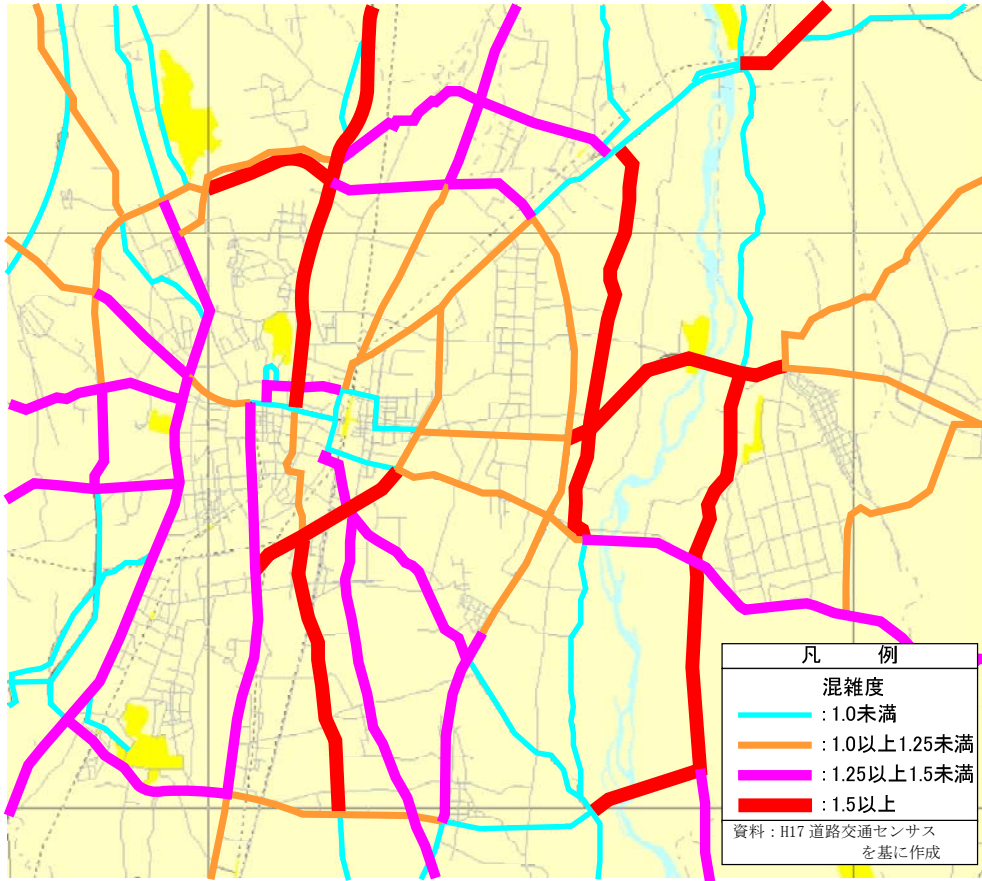 凡 例
混雑度
:1.0未満
:1.0以上1.25未満
:1.25以上1.5未満
:1.5以上
資料:H17 道路交通センサス
を基に作成